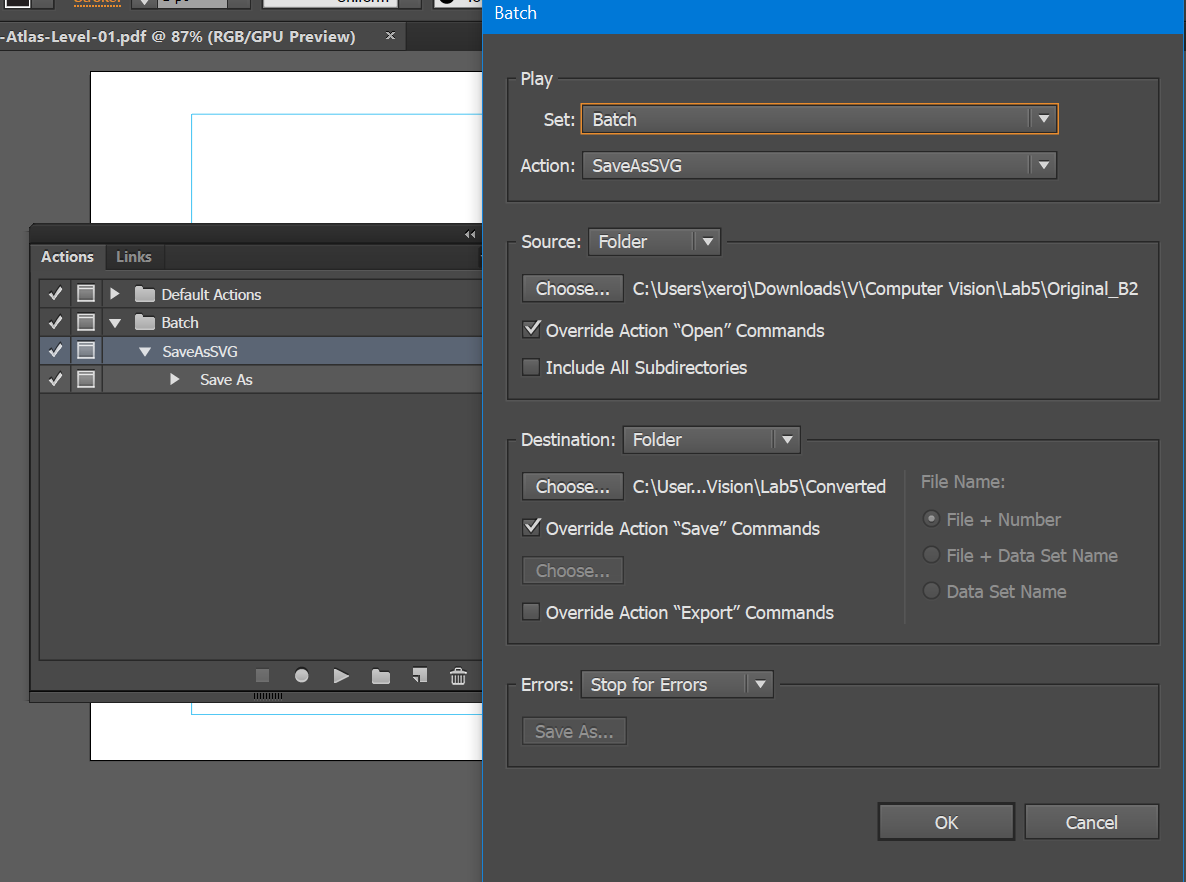 Stroker
Uniform
-Atlas-Level-01.pdf @ 87% (RGB/GPU Preview) ×
Batch
Play
Set: Batch
Action: SaveAsSVG
Actions Links
Default Actions
Batch
SaveAsSVG
Save As
Source: Folder
Choose... C:\Users\xeroj\Downloads\V\Computer Vision\Lab5\Original_B2
Override Action “Open” Commands
Include All Subdirectories
Destination: Folder
Choose... C:\User...Vision\Lab5\Converted
Override Action “Save” Commands
Choose...
Override Action “Export” Commands
File Name:
File + Number
File + Data Set Name
Data Set Name
Errors: Stop for Errors
Save As...
OK Cancel